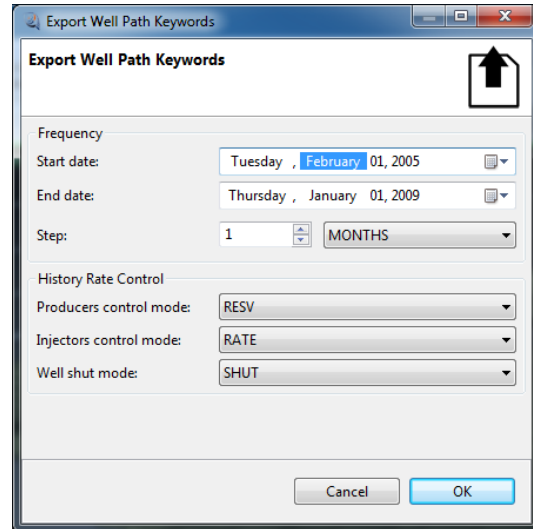 Export Well Path Keywords
Export Well Path Keywords
Frequency
Start date: Tuesday , February 01, 2005
End date: Thursday , January 01, 2009
Step: 1 MONTHS
History Rate Control
Producers control mode: RESV
Injectors control mode: RATE
Well shut mode: SHUT
Cancel OK